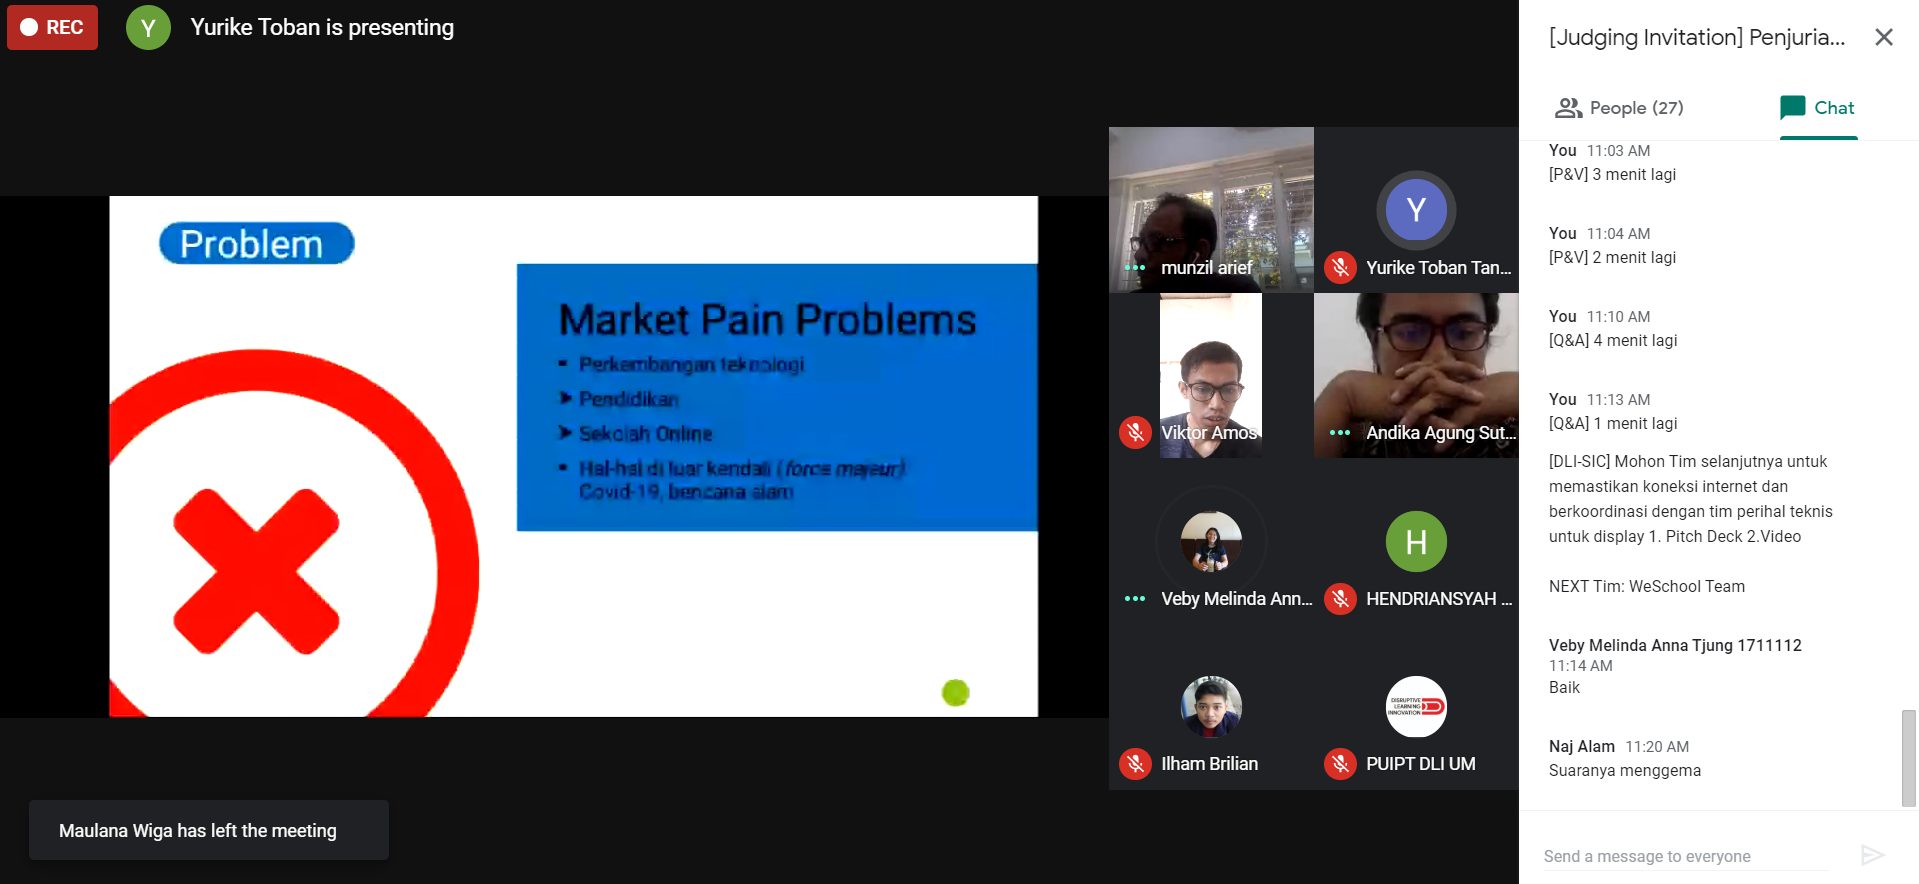 REC
Y
Yurike Toban is presenting
Problem
Market Pain Problems
Perkembangan teknologi
Pendidikan
Sekolah Online
Hal-hal di luar kendali (force majeur)
Covid-19, bencana alam
Maulana Wiga has left the meeting
munzil arief
Y
Yurike Toban Tan...
Viktor Amos
Andika Agung Sut...
Veby Melinda Ann...
H
HENDRIANSYAH ...
Ilham Brilian
DISRUPTIVE
LEARNING
INNOVATION
PUIPT DLI UM
[Judging Invitation] Penjuria...
People (27)
Chat
You 11:03 AM
[P&V] 3 menit lagi
You 11:04 AM
[P&V] 2 menit lagi
You 11:10 AM
[Q&A] 4 menit lagi
You 11:13 AM
[Q&A] 1 menit lagi
[DLI-SIC] Mohon Tim selanjutnya untuk
memastikan koneksi internet dan
berkoordinasi dengan tim perihal teknis
untuk display 1. Pitch Deck 2.Video
NEXT Tim: WeSchool Team
Veby Melinda Anna Tjung 1711112
11:14 AM
Baik
Naj Alam 11:20 AM
Suaranya menggema
Send a message to everyone